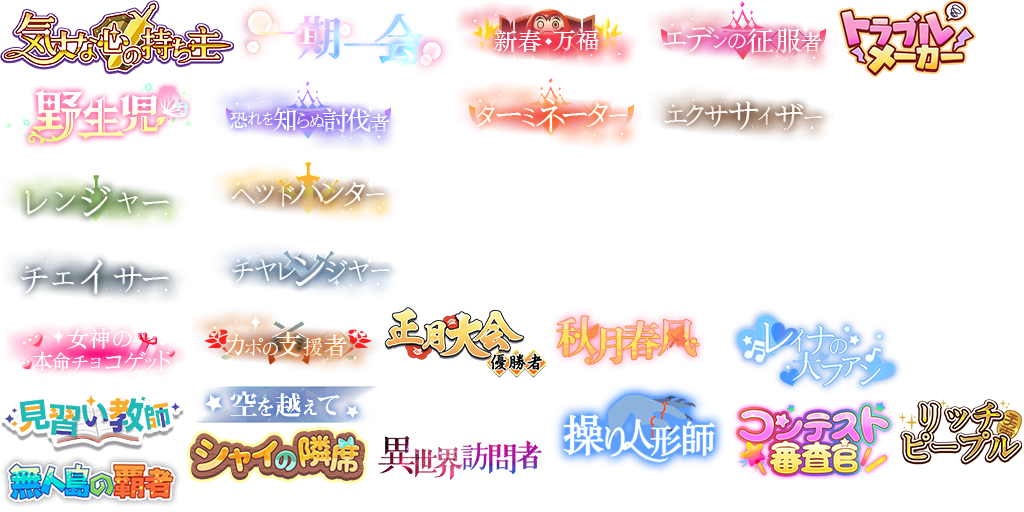 気まぐれな心の持ち主
一期一会
新春・万福
エデンの征服者
トラブル
メーカー
野生児
恐れを知らぬ討伐者
ターミネーター
エクササイザー
レンジャー
ヘッドハンター
チェイサー
チャレンジャー
女神の
本命チョコゲット
カポの支援者
正月大会
優勝者
秋月春风
レイナの
大ファン
見習い教師
空を越えて
シャイの隣席
異世界訪問者
操り人形師
コンテスト
審査官
リッチ
ピープル
無人島の覇者